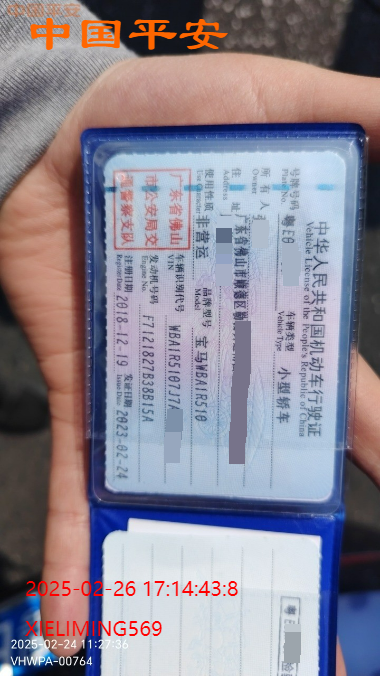 中国平安
中华人民共和国机动车行驶证
Vehicle License of the People's Republic of China
号牌号码 粤E0
Plate No.
车辆类型 小型轿车
Vehicle Type
所有人
Owner
住址 广东省佛山市顺德区勒
Address
使用性质 非营运
Use Character
品牌型号 宝马WBA1R510
Model
广东省佛山
市公安局交
通警察支队
车辆识别代号 WBA1R5107J7A
VIN
发动机号码 F7121827B38B15A
Engine No.
注册日期 2018-12-19
Register Date
发证日期 2023-02-24
Issue Date
粤E
2025-02-26 17:14:43:8
XIELIMING569
2025-02-24 11:27:36
VHWPA-00764